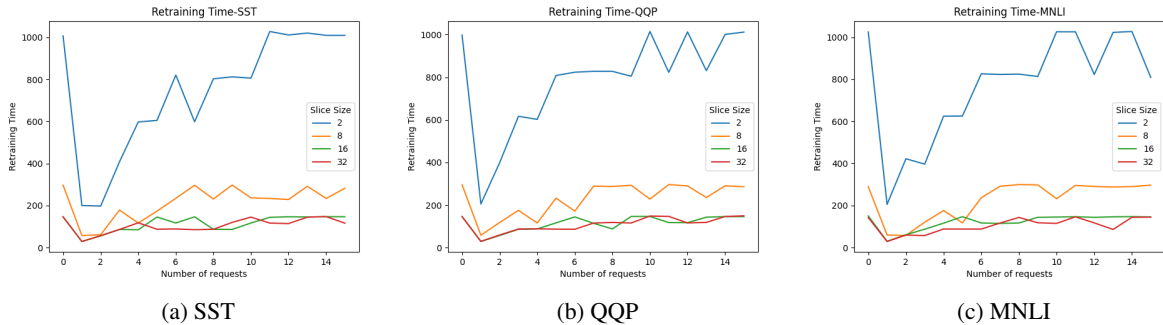 Retraining Time-SST
Retraining Time
1000
800
600
400
200
0
Slice Size
2
8
16
32
0 2 4 6 8 10 12 14
Number of requests
(a) SST
Retraining Time-QQP
Retraining Time
1000
800
600
400
200
0
Slice Size
2
8
16
32
0 2 4 6 8 10 12 14
Number of requests
(b) QQP
Retraining Time-MNLI
Retraining Time
1000
800
600
400
200
0
Slice Size
2
8
16
32
0 2 4 6 8 10 12 14
Number of requests
(c) MNLI